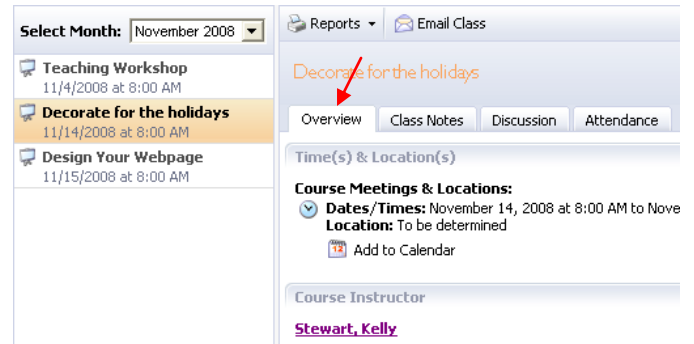 Select Month: November 2008
Teaching Workshop
11/4/2008 at 8:00 AM
Decorate for the holidays
11/14/2008 at 8:00 AM
Design Your Webpage
11/15/2008 at 8:00 AM
Reports Email Class
Decorate for the holidays
Overview Class Notes Discussion Attendance
Time(s) & Location(s)
Course Meetings & Locations:
Dates/Times: November 14, 2008 at 8:00 AM to Nove
Location: To be determined
12 Add to Calendar
Course Instructor
Stewart, Kelly